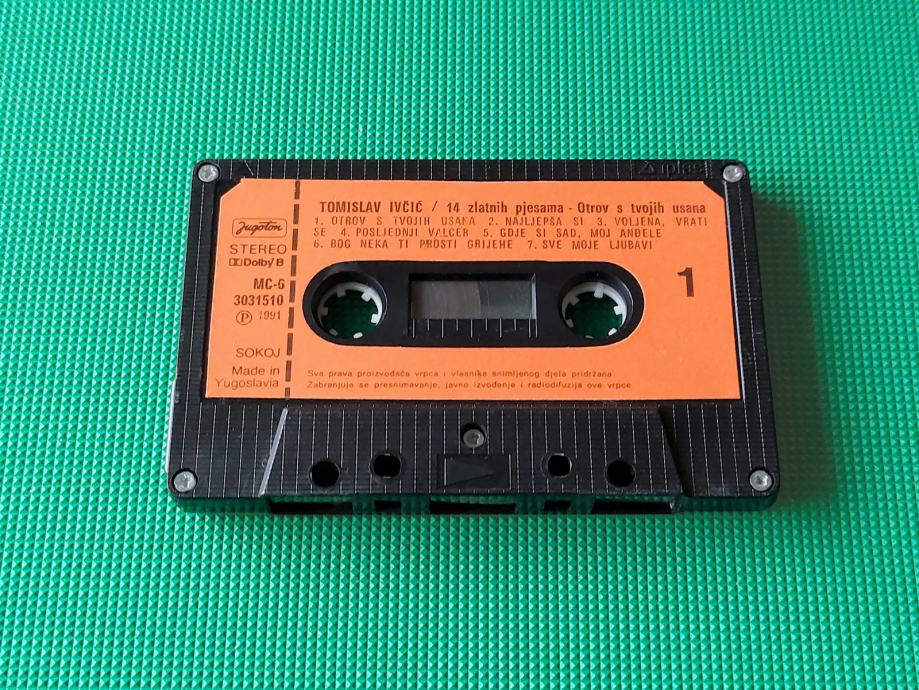 TOMISLAV IVČIĆ / 14 zlatnih pjesama - Otrov s tvojih usana
1. OTROV S TVOJIH USANA 2. NAJLJEPŠA SI 3. VOLJENA, VRATI
SE 4. POSLJEDNJI VALCER 5. GDJE SI SAD, MOJ ANĐELE
6. BOG NEKA TI PROSTI GRIJEHE 7. SVE MOJE LJUBAVI
Jugoton
STEREO
Dolby B
MC-6
3031510
Ⓟ 1991
SOKOJ
Made in
Yugoslavia
1
Sva prava proizvođača vrpca i vlasnika snimljenog djela pridržana.
Zabranjuje se presnimavanje, javno izvođenje i radiodifuzija ove vrpce.